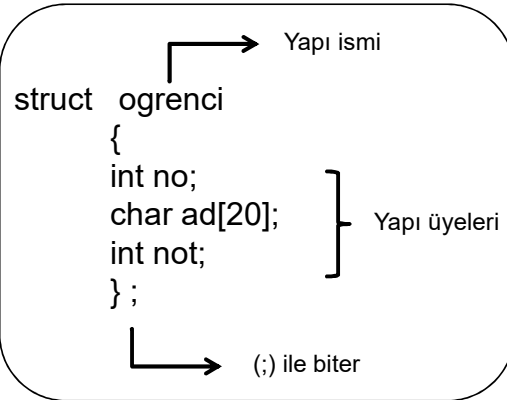 Yapı ismi
struct ogrenci
{
int no;
char ad[20];
Yapı üyeleri
int not;
} ;
(;) ile biter